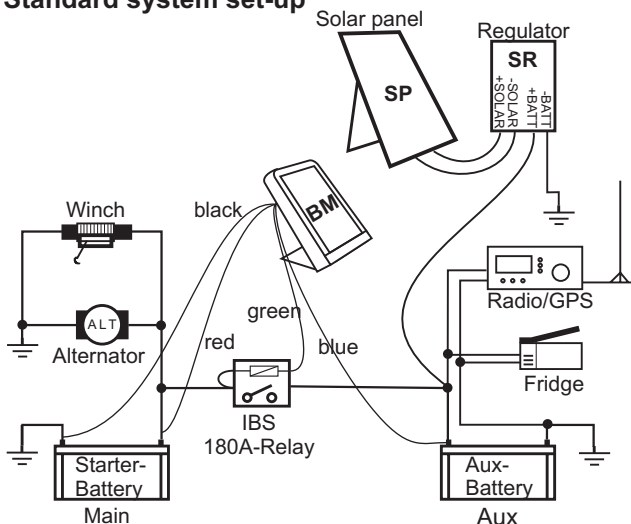 Standard system set-up
Solar panel
Regulator
SR
+SOLAR
-SOLAR
+BATT
-BATT
SP
BM
Winch
black
ALT
Alternator
green
red
blue
Radio/GPS
Fridge
IBS
180A-Relay
Starter-
Battery
Main
Aux-
Battery
Aux